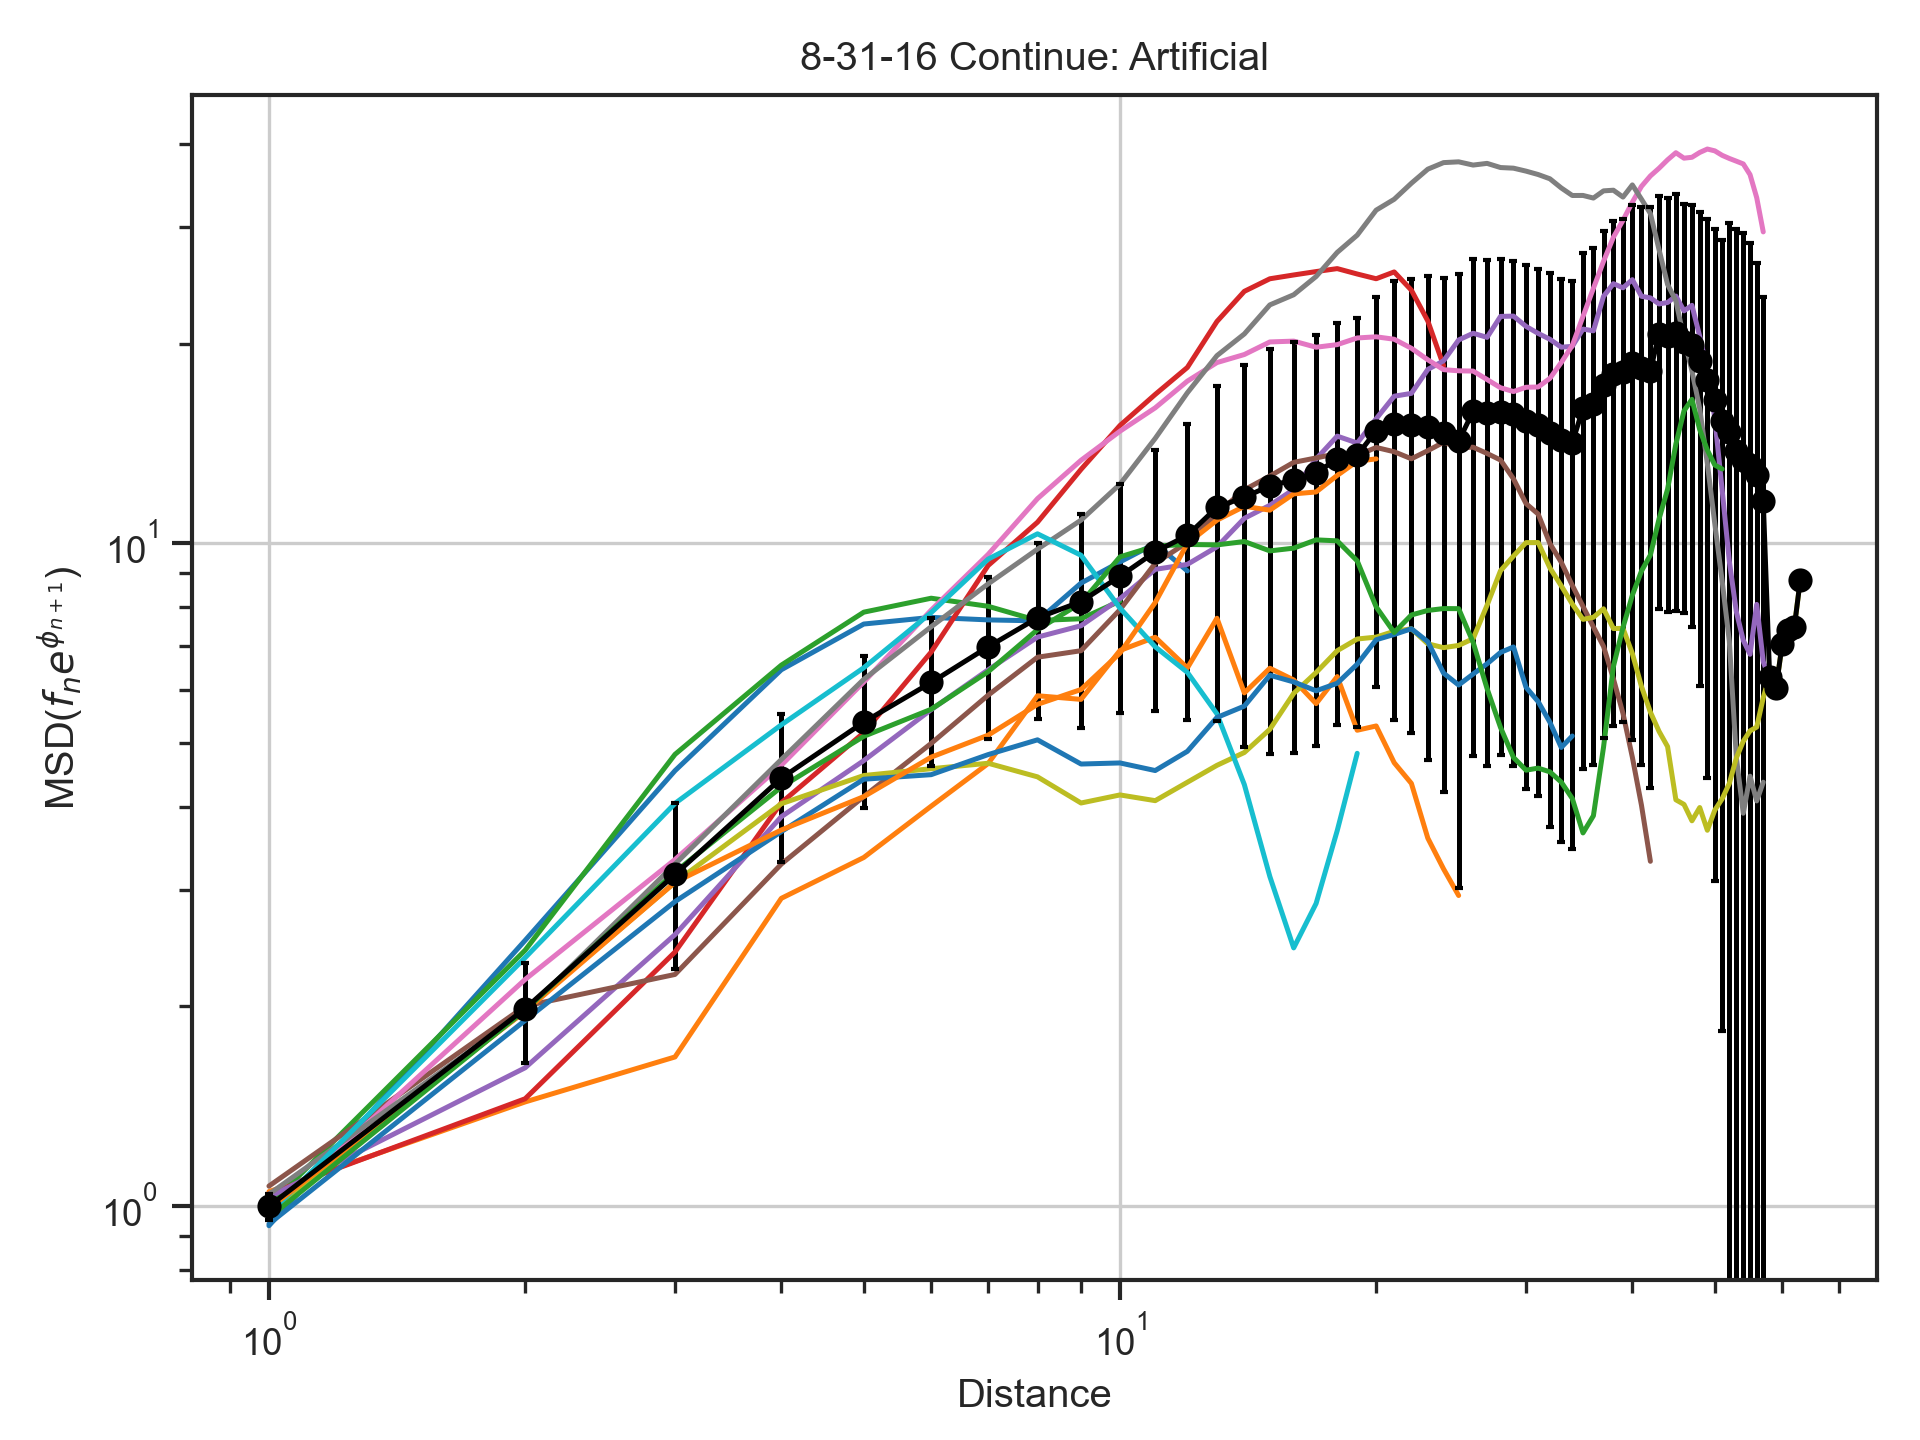 8-31-16 Continue: Artificial
MSD(fₙe^ϕₙ₊₁)
10¹
10⁰
10⁰ 10¹
Distance